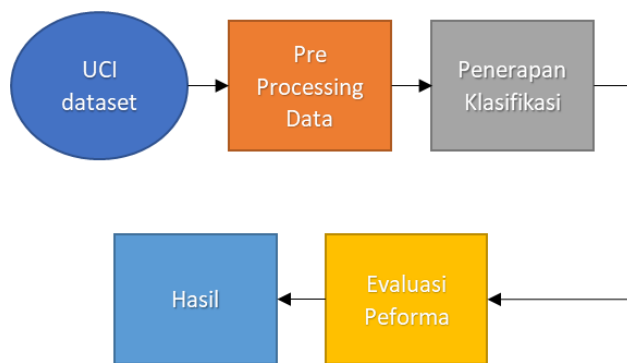 UCI
dataset
Pre
Processing
Data
Penerapan
Klasifikasi
Evaluasi
Peforma
Hasil